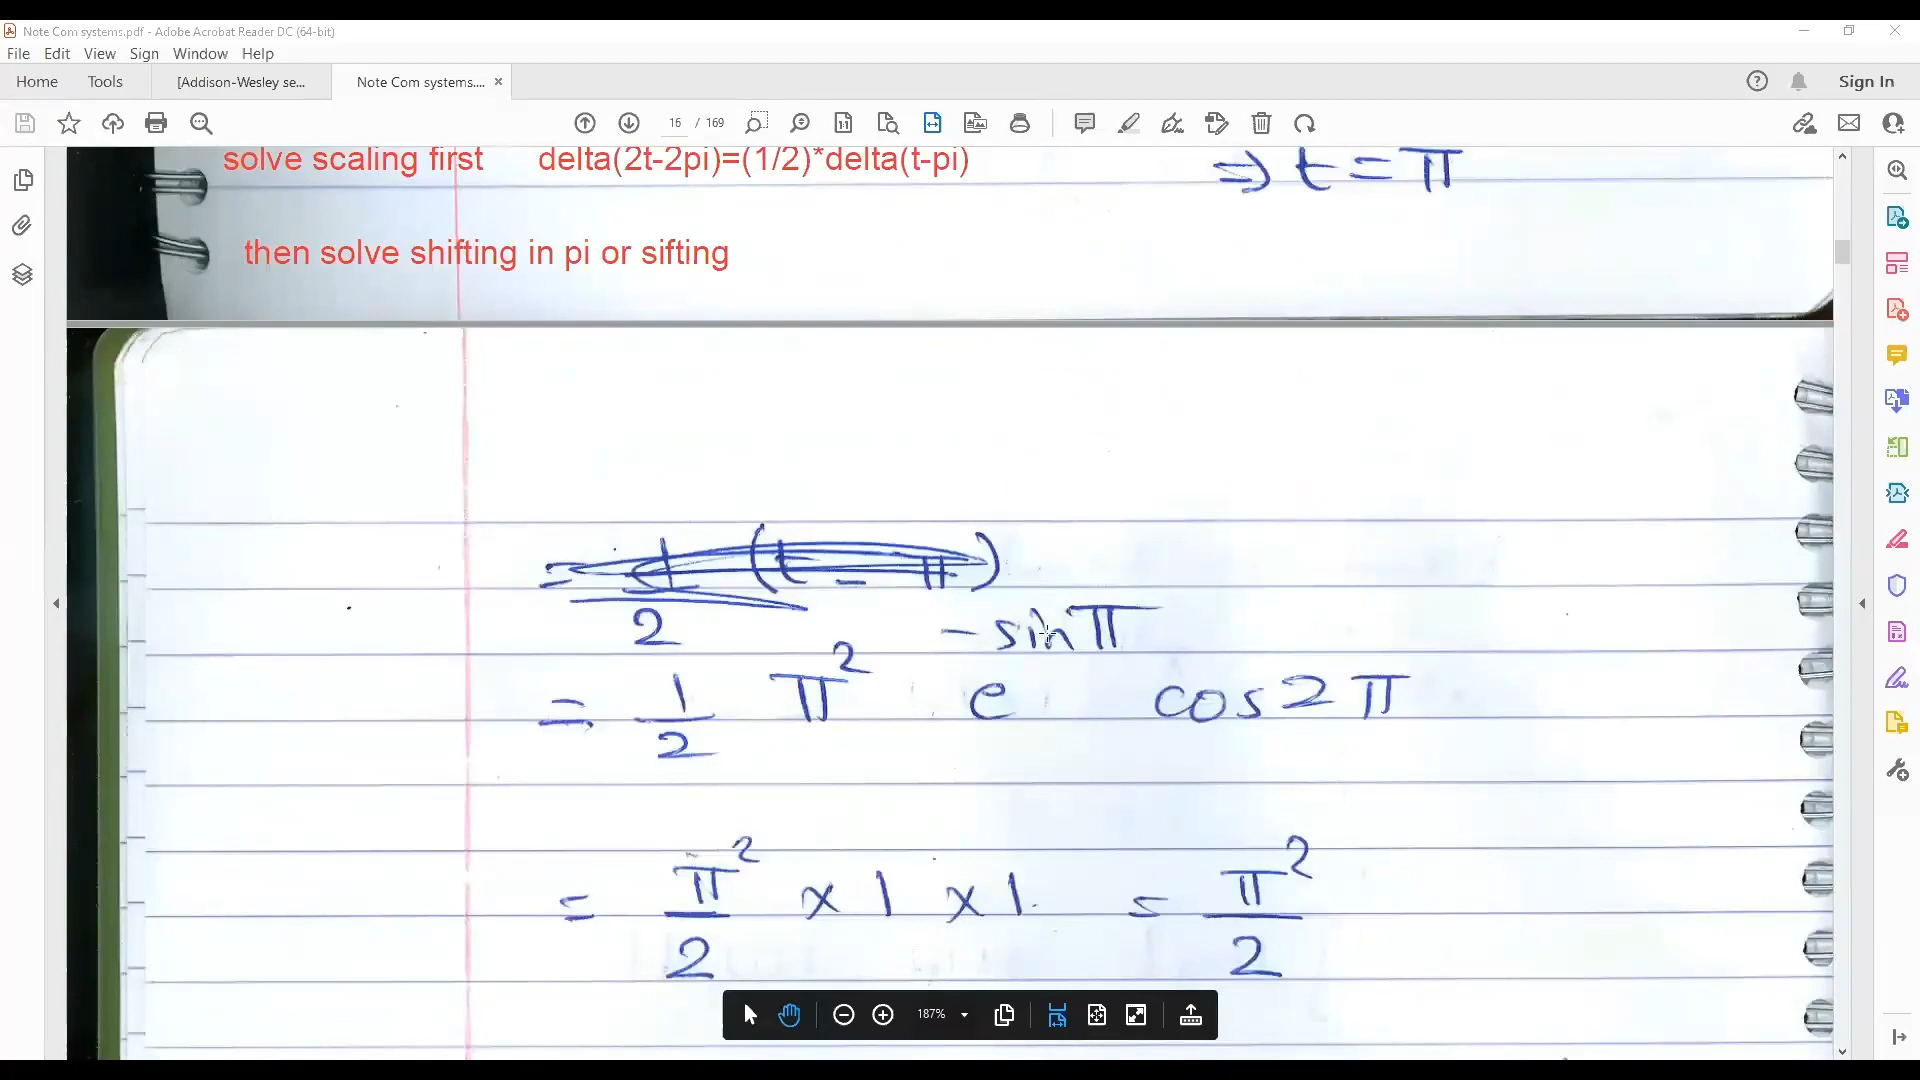 Note Com systems.pdf - Adobe Acrobat Reader DC (64-bit)
File Edit View Sign Window Help
Home Tools [Addison-Wesley se... Note Com systems.... × Sign In
16 / 169
solve scaling first delta(2t-2pi)=(1/2)*delta(t-pi) ⇒ t = π
then solve shifting in pi or sifting
= 1 (t - π)
2 - sin π
= 1/2 π² e cos 2 π
= π²/2 x 1 x 1. = π²/2
187%